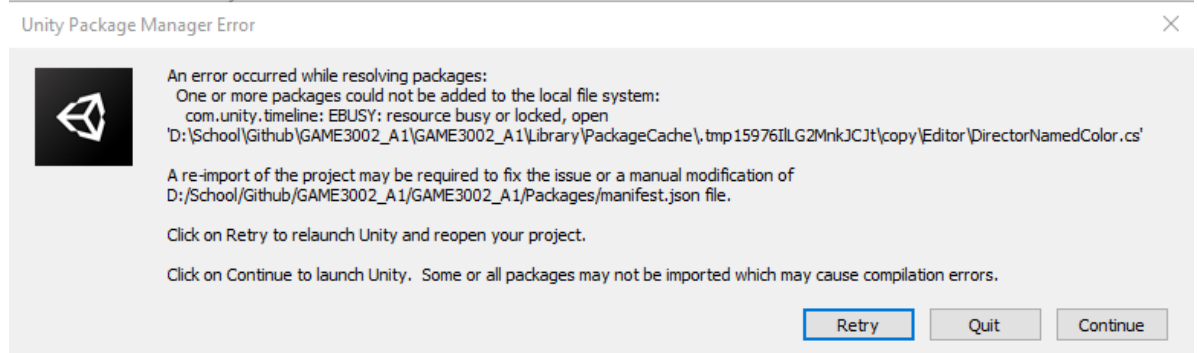 Unity Package Manager Error
An error occurred while resolving packages:
One or more packages could not be added to the local file system:
com.unity.timeline: EBUSY: resource busy or locked, open
'D:\School\Github\GAME3002_A1\GAME3002_A1\Library\PackageCache\.tmp15976IlLG2MnkJCJt\copy\Editor\DirectorNamedColor.cs'
A re-import of the project may be required to fix the issue or a manual modification of
D:/School/Github/GAME3002_A1/GAME3002_A1/Packages/manifest.json file.
Click on Retry to relaunch Unity and reopen your project.
Click on Continue to launch Unity.  Some or all packages may not be imported which may cause compilation errors.
Retry Quit Continue